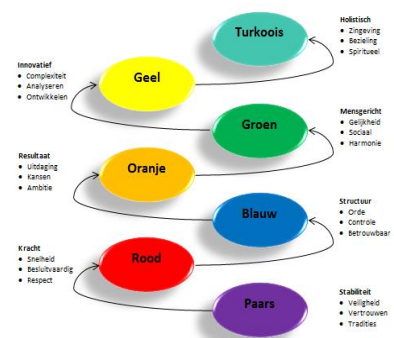 Holistisch
• Zingeving
• Bezieling
• Spiritueel
Turkoois
Innovatief
• Complexiteit
• Analyseren
• Ontwikkelen
Geel
Mensgericht
• Gelijkheid
• Sociaal
• Harmonie
Groen
Resultaat
• Uitdaging
• Kansen
• Ambitie
Oranje
Structuur
• Orde
• Controle
• Betrouwbaar
Blauw
Kracht
• Snelheid
• Besluitvaardig
• Respect
Rood
Stabiliteit
• Veiligheid
• Vertrouwen
• Tradities
Paars